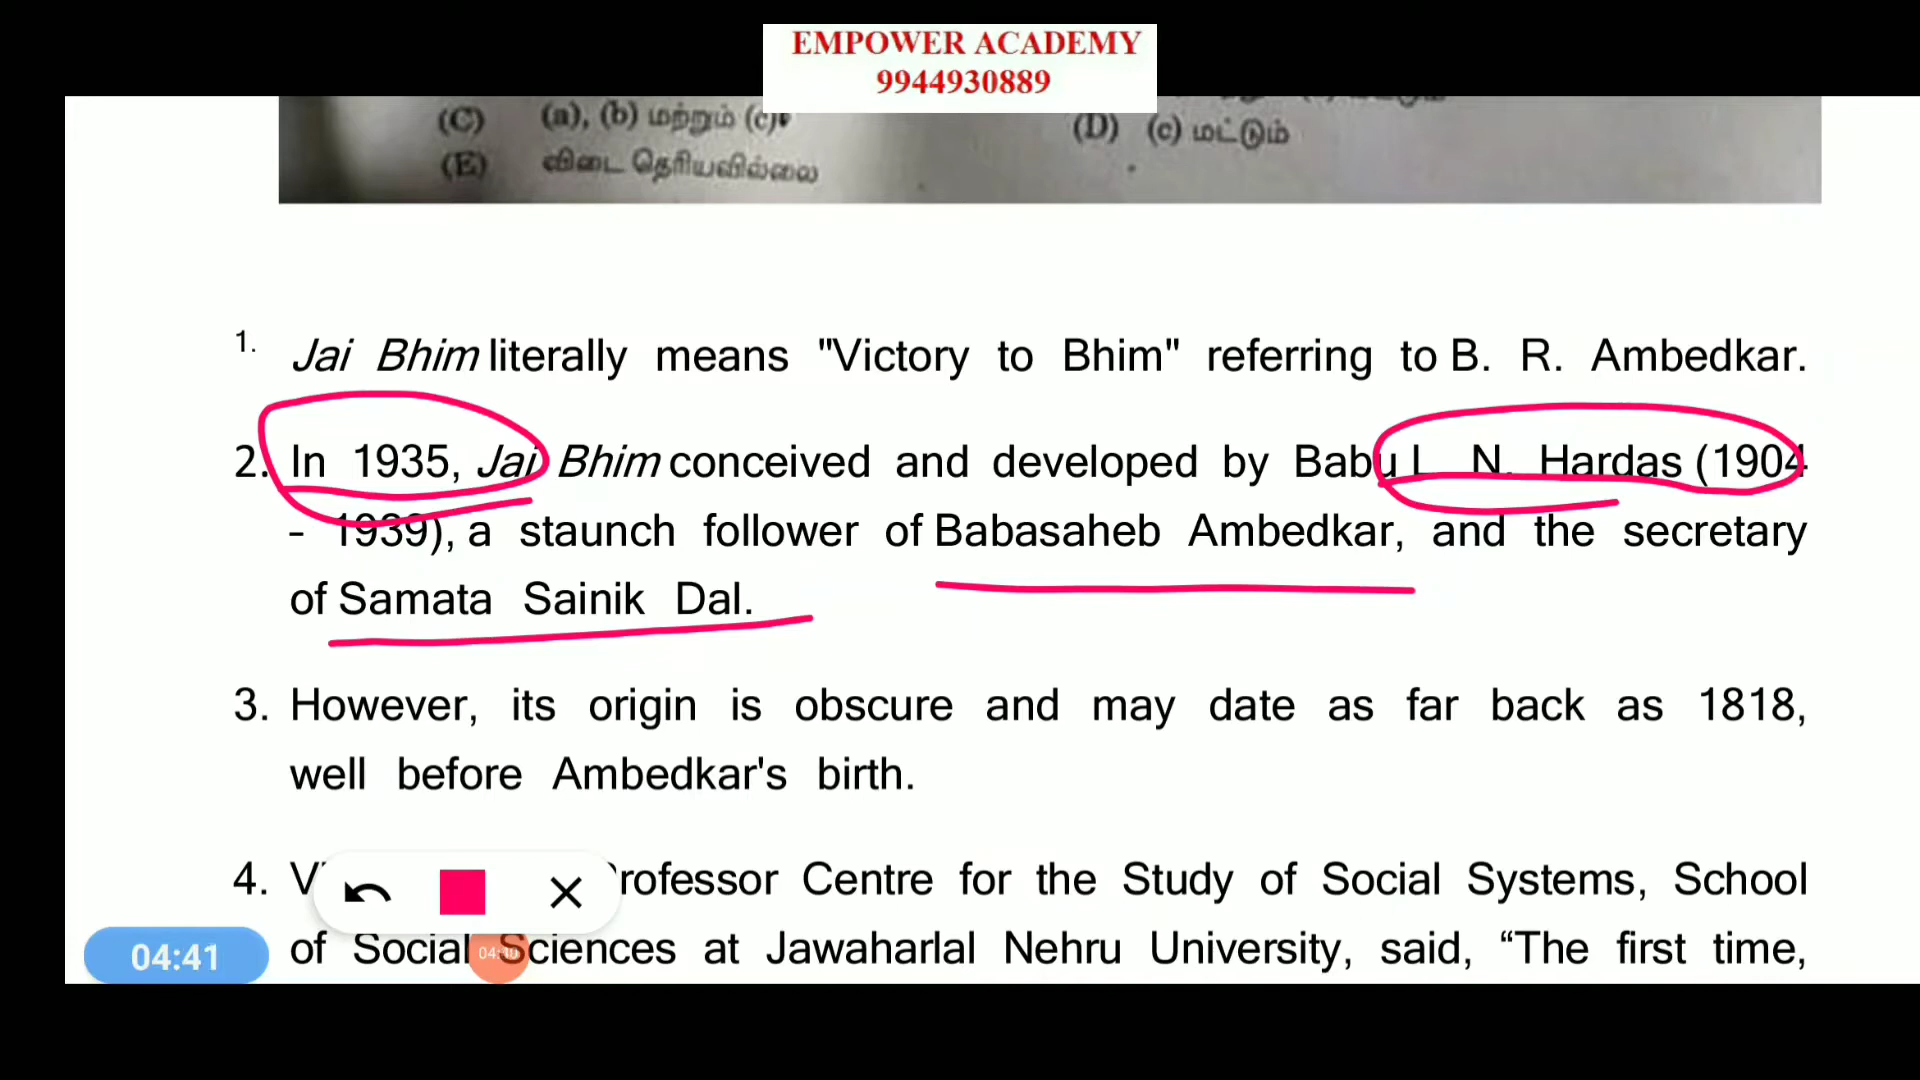 EMPOWER ACADEMY
9944930889
(C) (a), (b) மற்றும் (c)
(D) (c) மட்டும்
(E) விடை தெரியவில்லை
1. Jai Bhim literally means "Victory to Bhim" referring to B. R. Ambedkar.
2. In 1935, Jai Bhim conceived and developed by Babu L. N. Hardas (1904
– 1939), a staunch follower of Babasaheb Ambedkar, and the secretary
of Samata Sainik Dal.
3. However, its origin is obscure and may date as far back as 1818,
well before Ambedkar's birth.
4. Professor Centre for the Study of Social Systems, School
04:41
of Social Sciences at Jawaharlal Nehru University, said, “The first time,
04:40